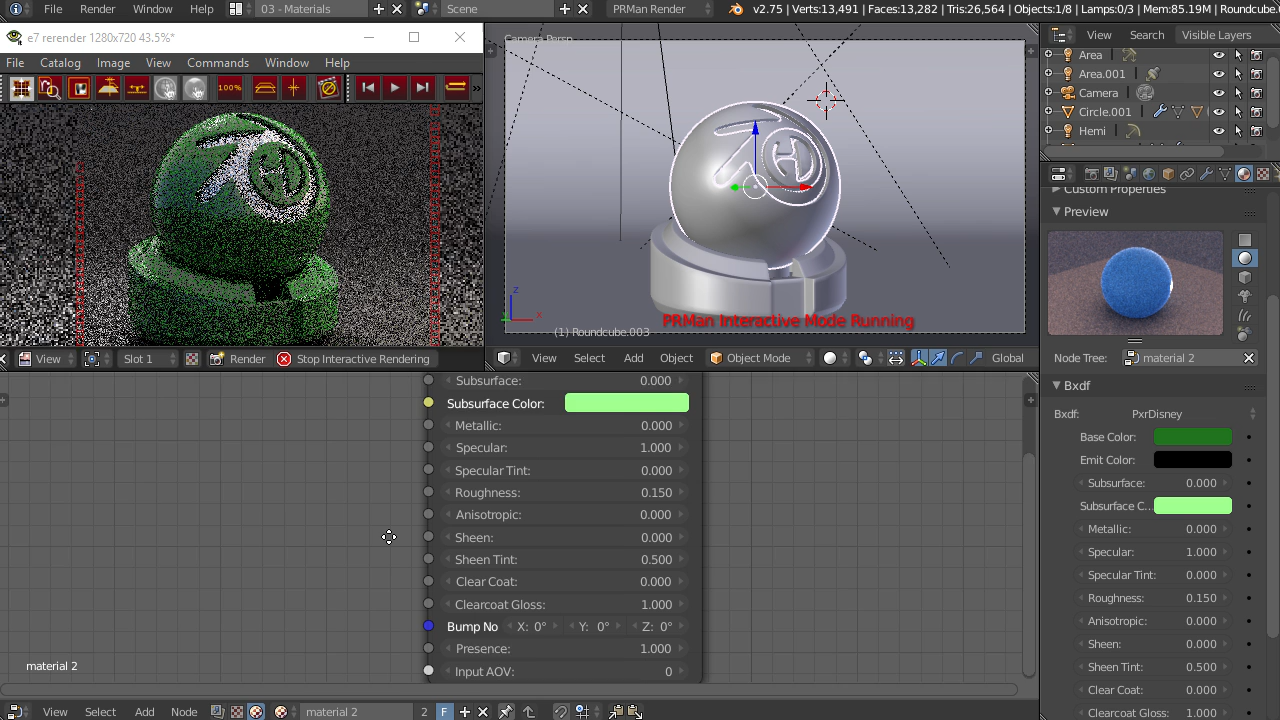 File Render Window Help 03 - Materials Scene PRMan Render v2.75 | Verts:13,491 | Faces:13,282 | Tris:26,564 | Objects:1/8 | Lamps:0/3 | Mem:85.19M | Roundcube.
e7 rerender 1280x720 43.5%*
File Catalog Image View Commands Window Help
100%
»
Camera Persp
z
x
(1) Roundcube.003
PRMan Interactive Mode Running
View Slot 1 Render Stop Interactive Rendering
View Select Add Object Object Mode Global
View Search Visible Layers
Area
Area.001
Camera
Circle.001
Hemi
Custom Properties
Preview
Node Tree: material 2
Bxdf
Bxdf: PxrDisney
Base Color:
Emit Color:
Subsurface: 0.000
Subsurface C...
Metallic: 0.000
Specular: 1.000
Specular Tint: 0.000
Roughness: 0.150
Anisotropic: 0.000
Sheen: 0.000
Sheen Tint: 0.500
Clear Coat: 0.000
Clearcoat Gloss: 1.000
Subsurface: 0.000
Subsurface Color:
Metallic: 0.000
Specular: 1.000
Specular Tint: 0.000
Roughness: 0.150
Anisotropic: 0.000
Sheen: 0.000
Sheen Tint: 0.500
Clear Coat: 0.000
Clearcoat Gloss: 1.000
Bump No X: 0° Y: 0° Z: 0°
Presence: 1.000
Input AOV: 0
material 2
View Select Add Node material 2 2 F